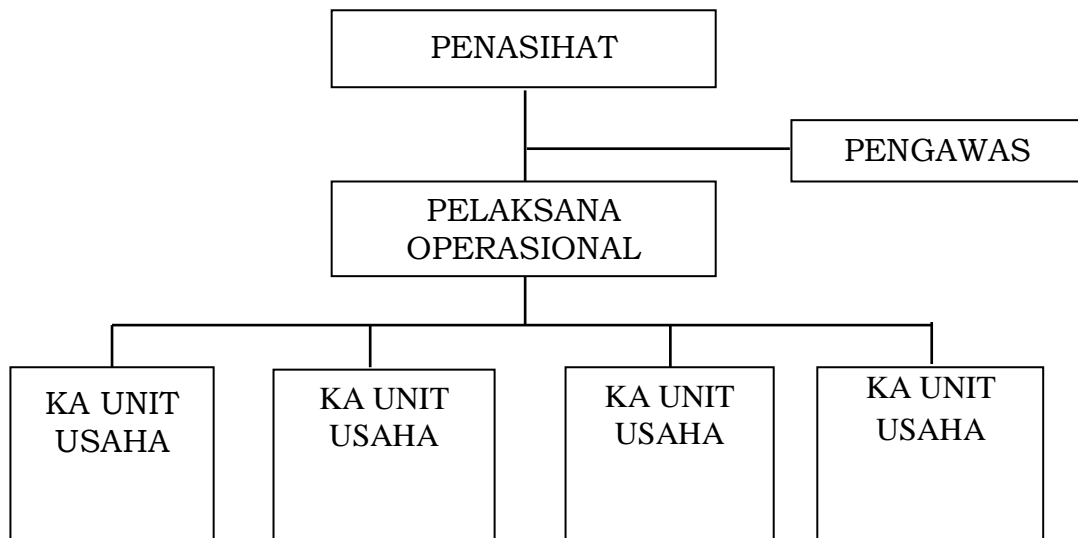 PENASIHAT
PENGAWAS
PELAKSANA
OPERASIONAL
KA UNIT
USAHA
KA UNIT
USAHA
KA UNIT
USAHA
KA UNIT
USAHA